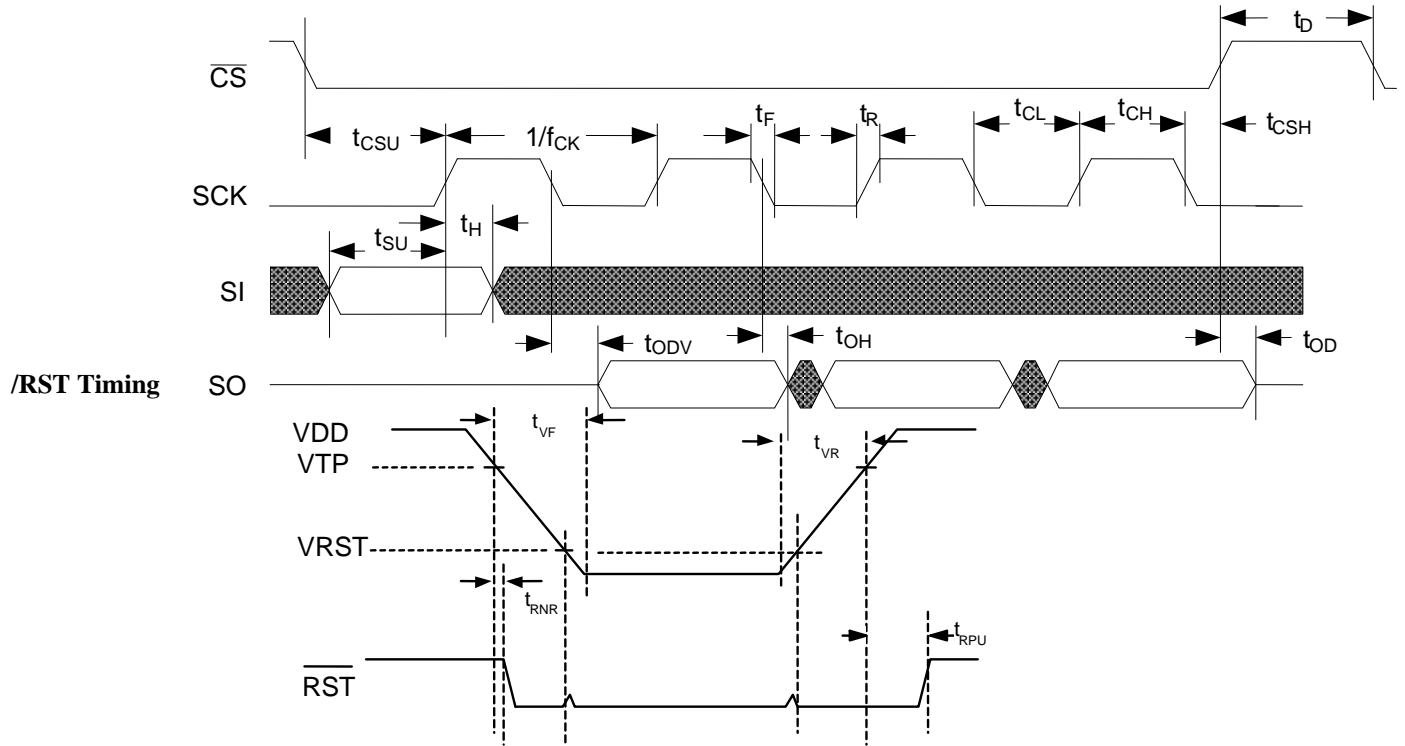 tD
CS
tF
tR
tCL
tCH
tCSU
1/fCK
tCSH
SCK
tSU
tH
SI
tODV
tOH
tOD
/RST Timing
SO
VDD
tVF
tVR
VTP
VRST
tRNR
tRPU
RST